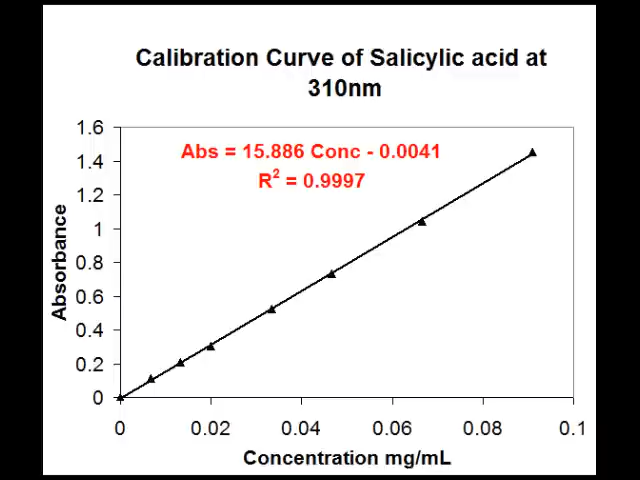 Calibration Curve of Salicylic acid at
310nm
Abs = 15.886 Conc - 0.0041
R² = 0.9997
1.6
1.4
1.2
1
0.8
0.6
0.4
0.2
0
Absorbance
0 0.02 0.04 0.06 0.08 0.1
Concentration mg/mL